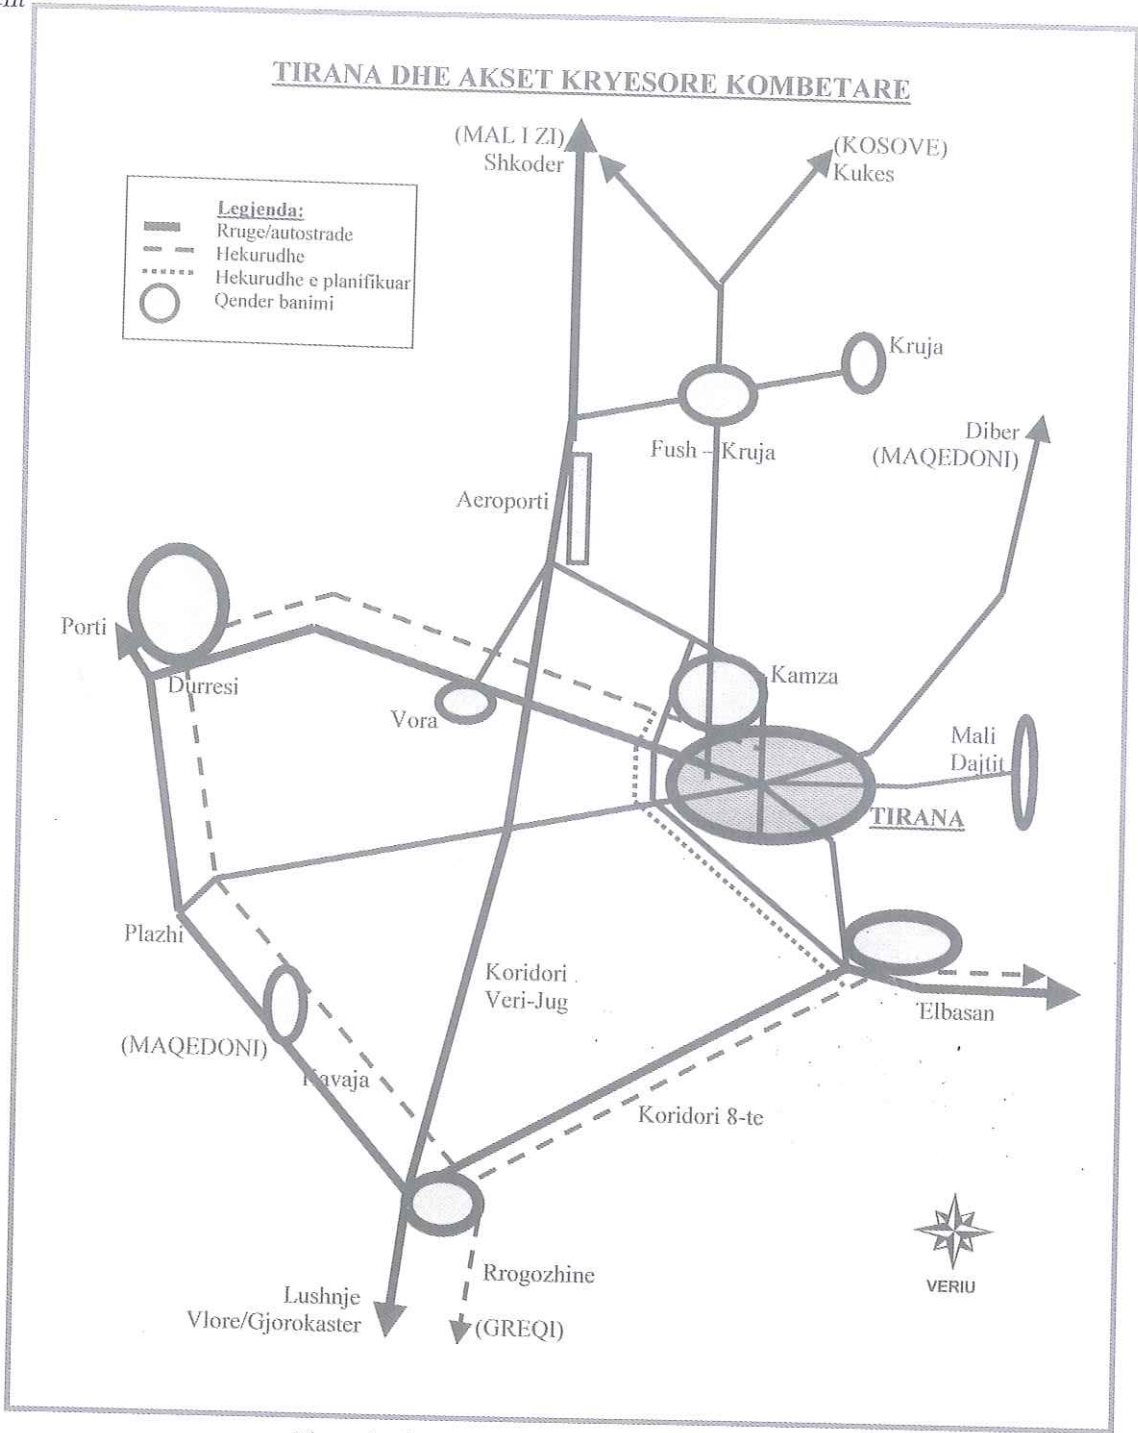 TIRANA DHE AKSET KRYESORE KOMBETARE
(MAL I ZI)
Shkoder
(KOSOVE)
Kukes
Legjenda:
Rruge/autostrade
Hekurudhe
Hekurudhe e planifikuar
Qender banimi
Kruja
Fush – Kruja
Diber
(MAQEDONI)
Aeroporti
Porti
Durresi
Vora
Kamza
Mali
Dajtit
TIRANA
Plazhi
Koridori
Veri-Jug
Elbasan
(MAQEDONI)
Kavaja
Koridori 8-te
Rrogozhine
Lushnje
Vlore/Gjorokaster
(GREQI)
VERIU